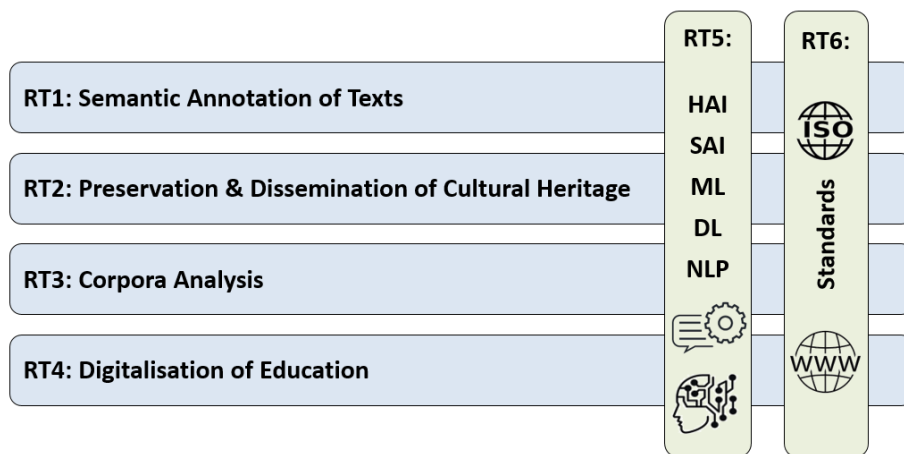 RT5:
RT6:
RT1: Semantic Annotation of Texts
HAI
ISO
SAI
RT2: Preservation & Dissemination of Cultural Heritage
ML
Standards
DL
NLP
RT3: Corpora Analysis
RT4: Digitalisation of Education
WWW